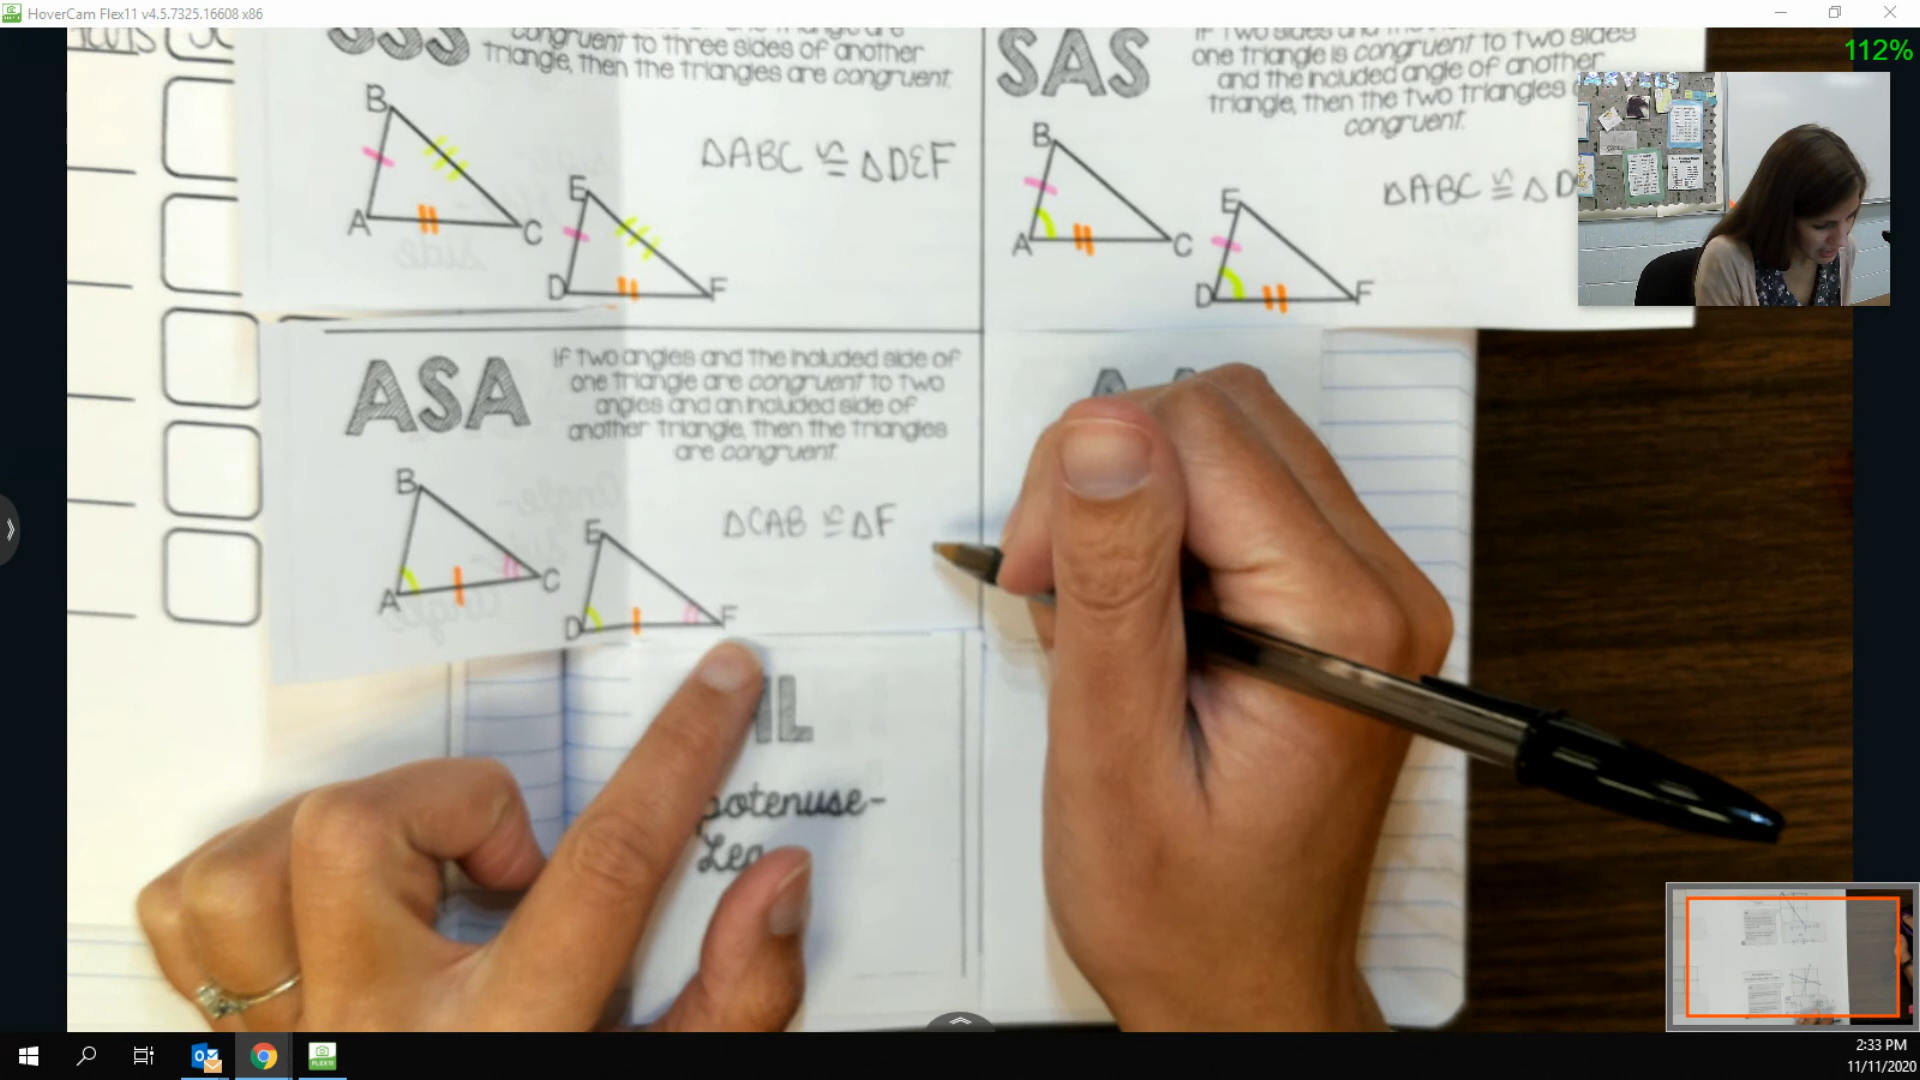 HoverCam Flex11 v4.5.7325.16608 x86
112%
SSS
congruent to three sides of another
triangle, then the triangles are congruent.
B
A
C
E
D
F
ΔABC ≅ ΔDEF
SAS
one triangle is congruent to two sides
and the included angle of another
triangle, then the two triangles
congruent.
B
A
C
E
D
F
ΔABC ≅ Δ D
ASA
If two angles and the included side of
one triangle are congruent to two
angles and an included side of
another triangle, then the triangles
are congruent.
B
A
C
E
D
F
ΔCAB ≅ ΔF
HL
potenuse-
Leg
2:33 PM
11/11/2020